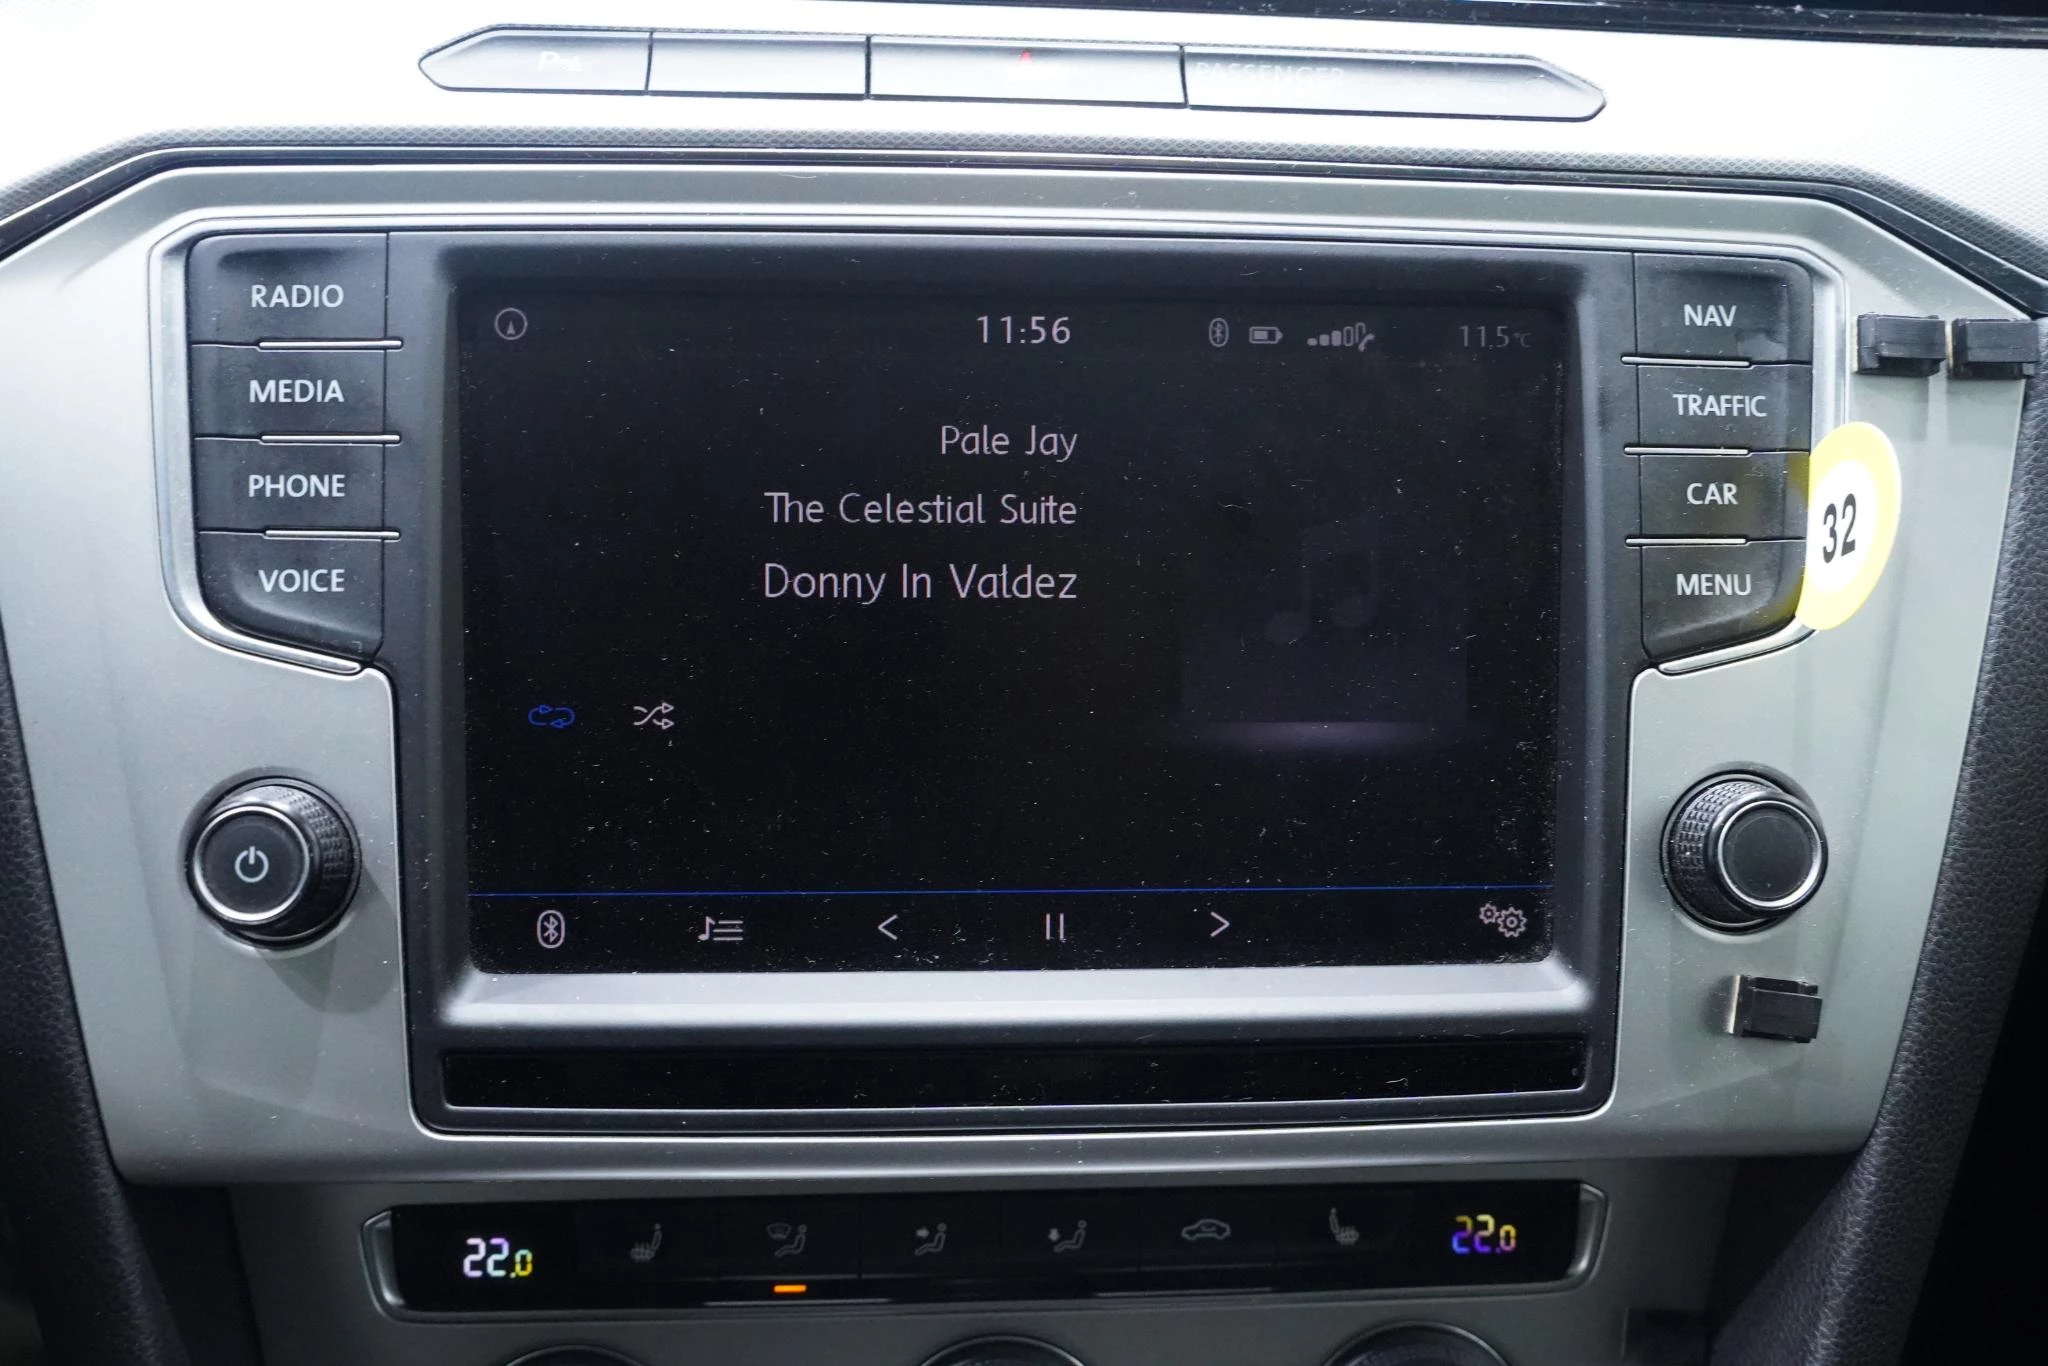 PASSENGER
RADIO
MEDIA
PHONE
VOICE
11:56
11.5°C
Pale Jay
The Celestial Suite
Donny In Valdez
NAV
TRAFFIC
CAR
MENU
32
22.0
22.0